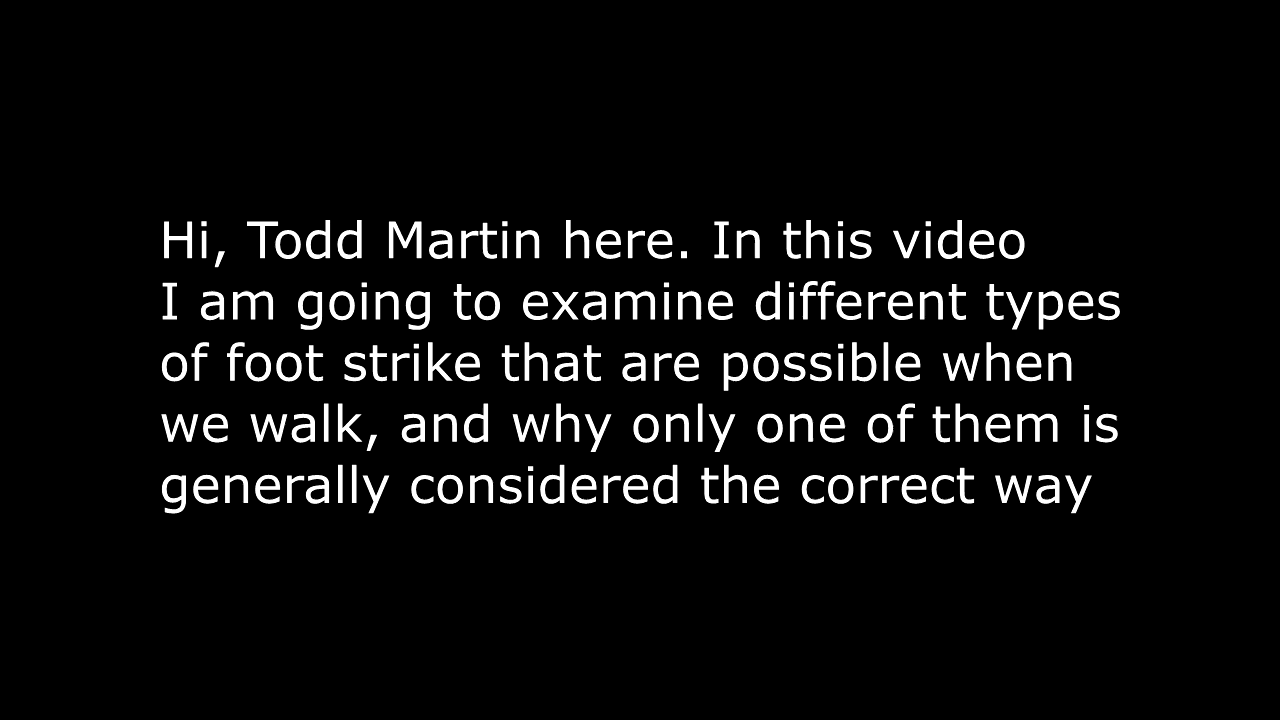 Hi, Todd Martin here. In this video
I am going to examine different types
of foot strike that are possible when
we walk, and why only one of them is
generally considered the correct way